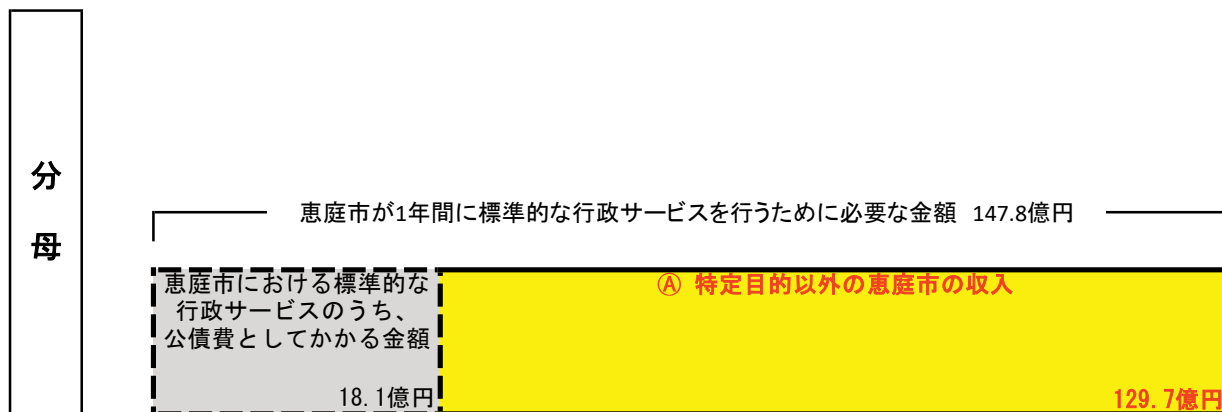 分母
恵庭市が1年間に標準的な行政サービスを行うために必要な金額 147.8億円
恵庭市における標準的な
行政サービスのうち、
公債費としてかかる金額
18.1億円
Ⓐ 特定目的以外の恵庭市の収入
129.7億円